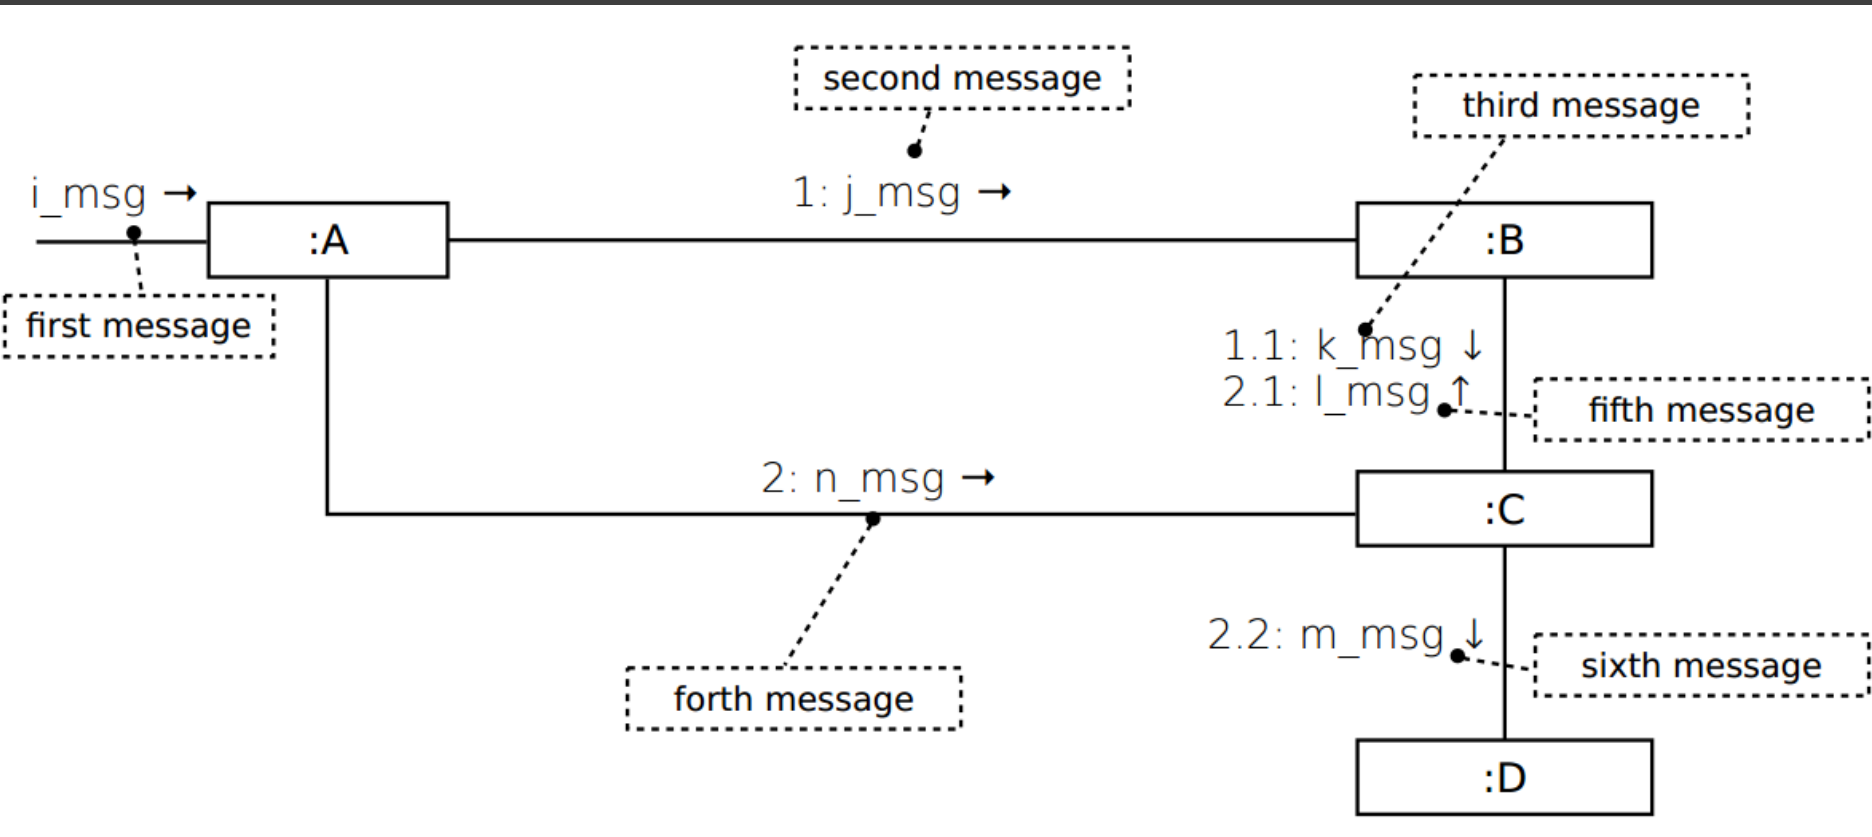 second message
third message
i_msg →
1: j_msg →
:A
:B
first message
1.1: k_msg ↓
2.1: l_msg ↑
fifth message
2: n_msg →
:C
2.2: m_msg ↓
sixth message
forth message
:D